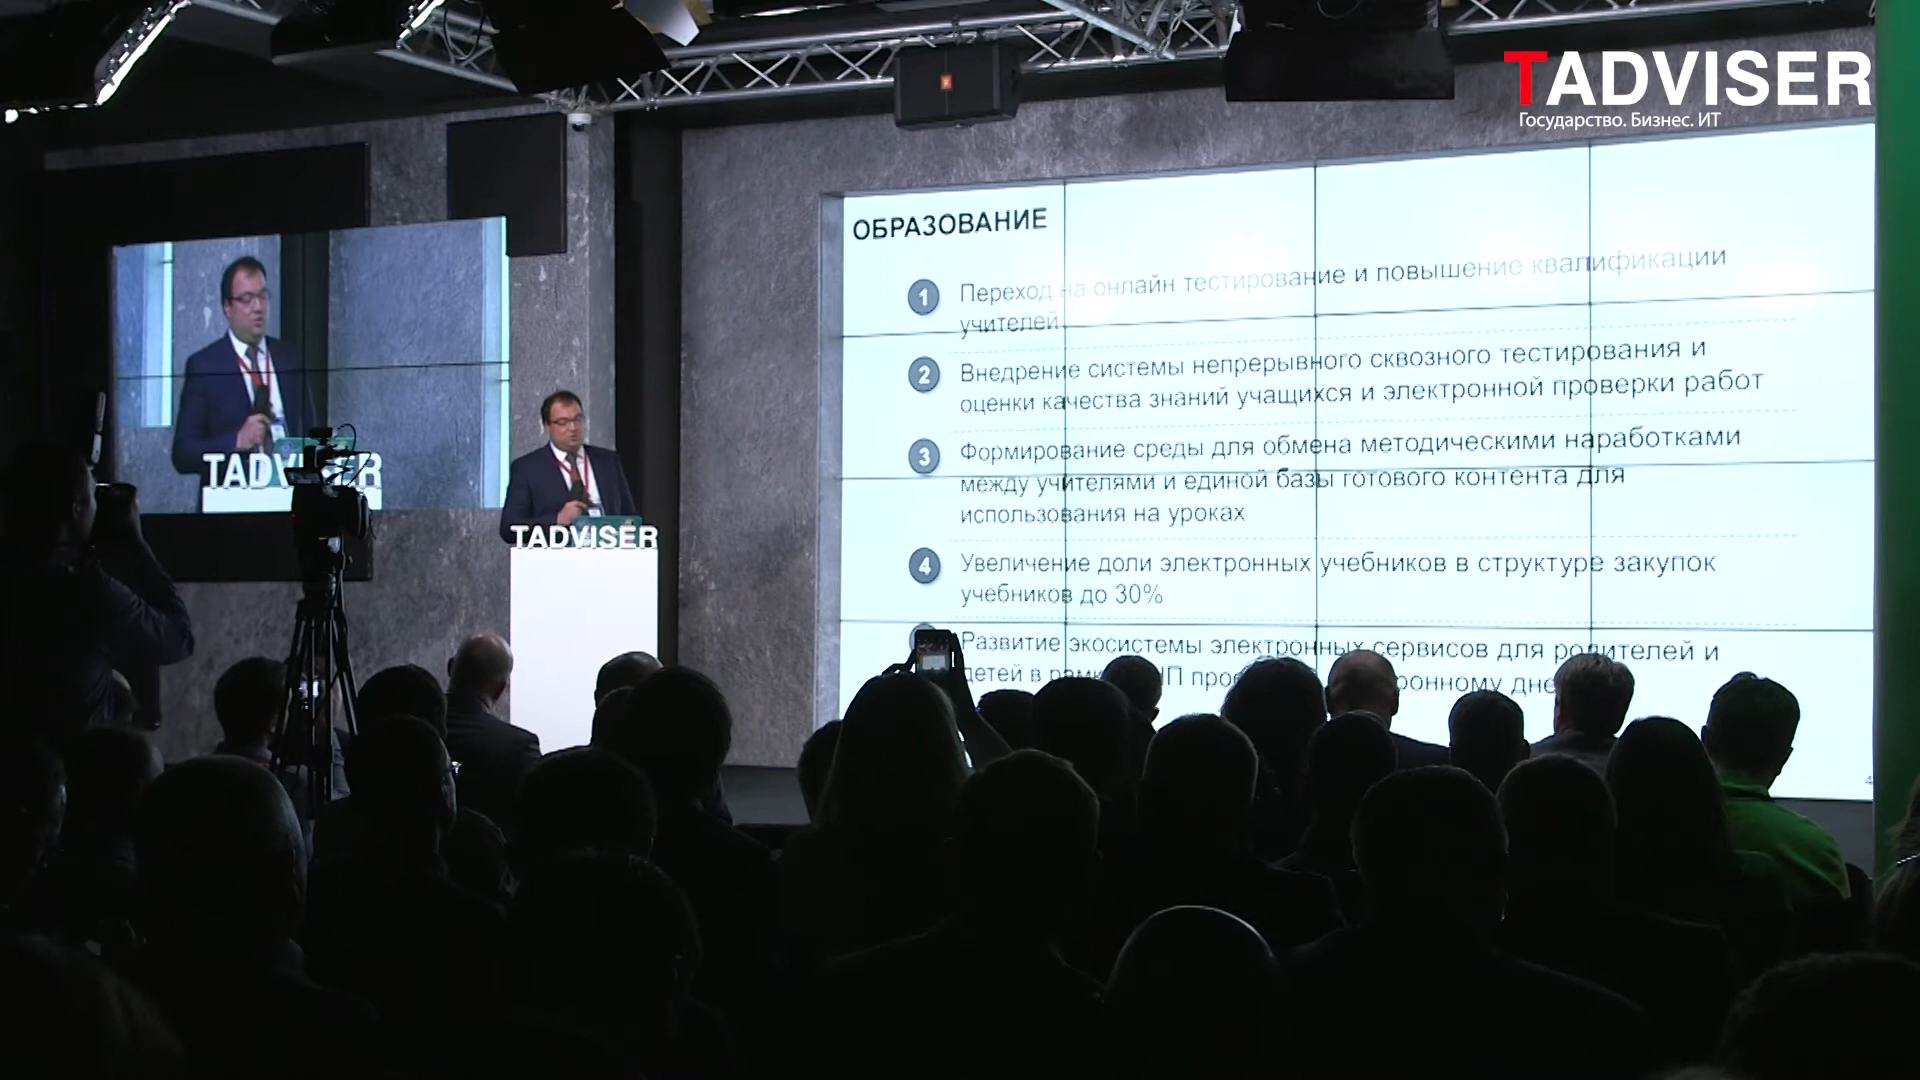 TADVISER
Государство. Бизнес. ИТ
ОБРАЗОВАНИЕ
1 Переход на онлайн тестирование и повышение квалификации
учителей
2 Внедрение системы непрерывного сквозного тестирования и
оценки качества знаний учащихся и электронной проверки работ
3 Формирование среды для обмена методическими наработками
между учителями и единой базы готового контента для
использования на уроках
4 Увеличение доли электронных учебников в структуре закупок
учебников до 30%
Развитие экосистемы электронных сервисов для родителей и
детей в
TADVISER
TADVISER